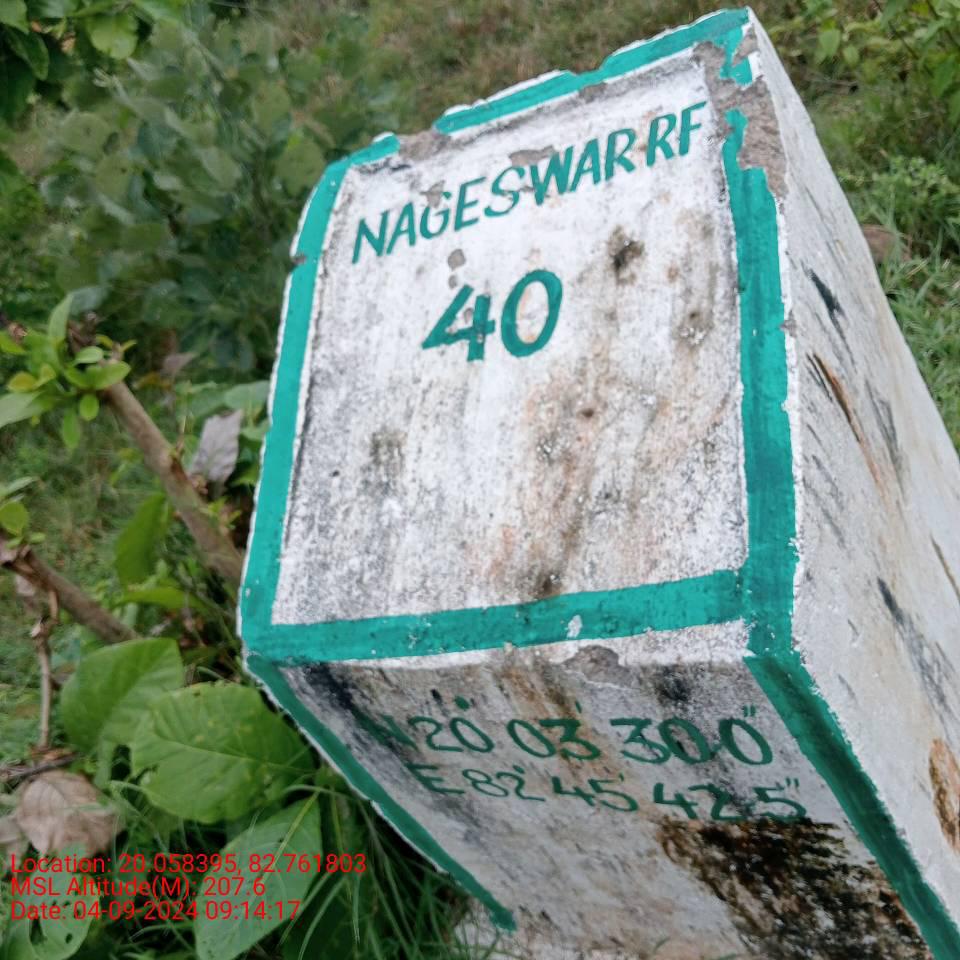 NAGESWAR RF
40
N 20° 03' 30.0"
E 82° 45' 42.5"
Location: 20.058395, 82.761803
MSL Altitude(M): 207.6
Date: 04-09-2024 09:14:17